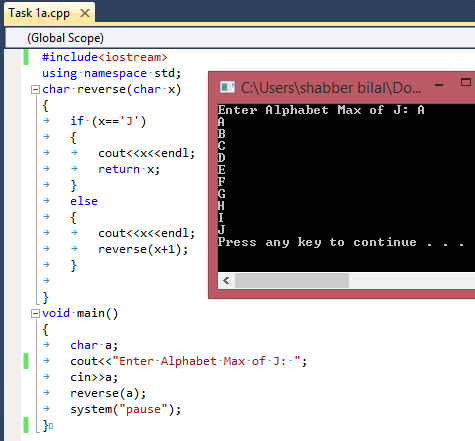 Task 1a.cpp
(Global Scope)
#include<iostream>
using namespace std;
char reverse(char x)
{
if (x=='J')
{
cout<<x<<endl;
return x;
}
else
{
cout<<x<<endl;
reverse(x+1);
}
}
void main()
{
char a;
cout<<"Enter Alphabet Max of J: ";
cin>>a;
reverse(a);
system("pause");
}
C:\Users\shabber bilal\Do...
Enter Alphabet Max of J: A
A
B
C
D
E
F
G
H
I
J
Press any key to continue . . .